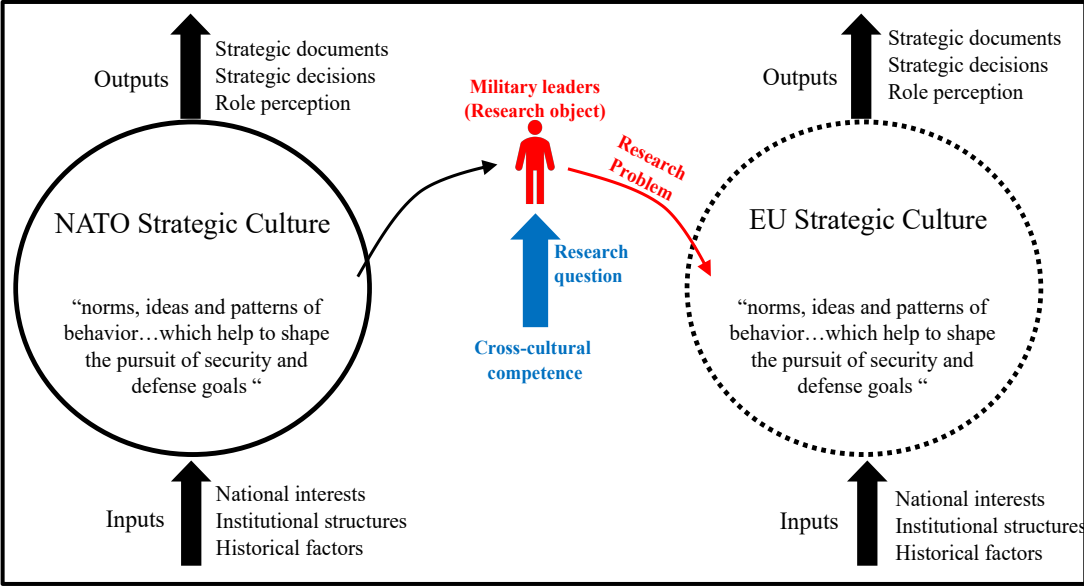 Outputs
Strategic documents
Strategic decisions
Role perception
NATO Strategic Culture
“norms, ideas and patterns of
behavior…which help to shape
the pursuit of security and
defense goals “
Inputs
National interests
Institutional structures
Historical factors
Military leaders
(Research object)
Research
Problem
Research
question
Cross-cultural
competence
Outputs
Strategic documents
Strategic decisions
Role perception
EU Strategic Culture
“norms, ideas and patterns of
behavior…which help to shape
the pursuit of security and
defense goals “
Inputs
National interests
Institutional structures
Historical factors